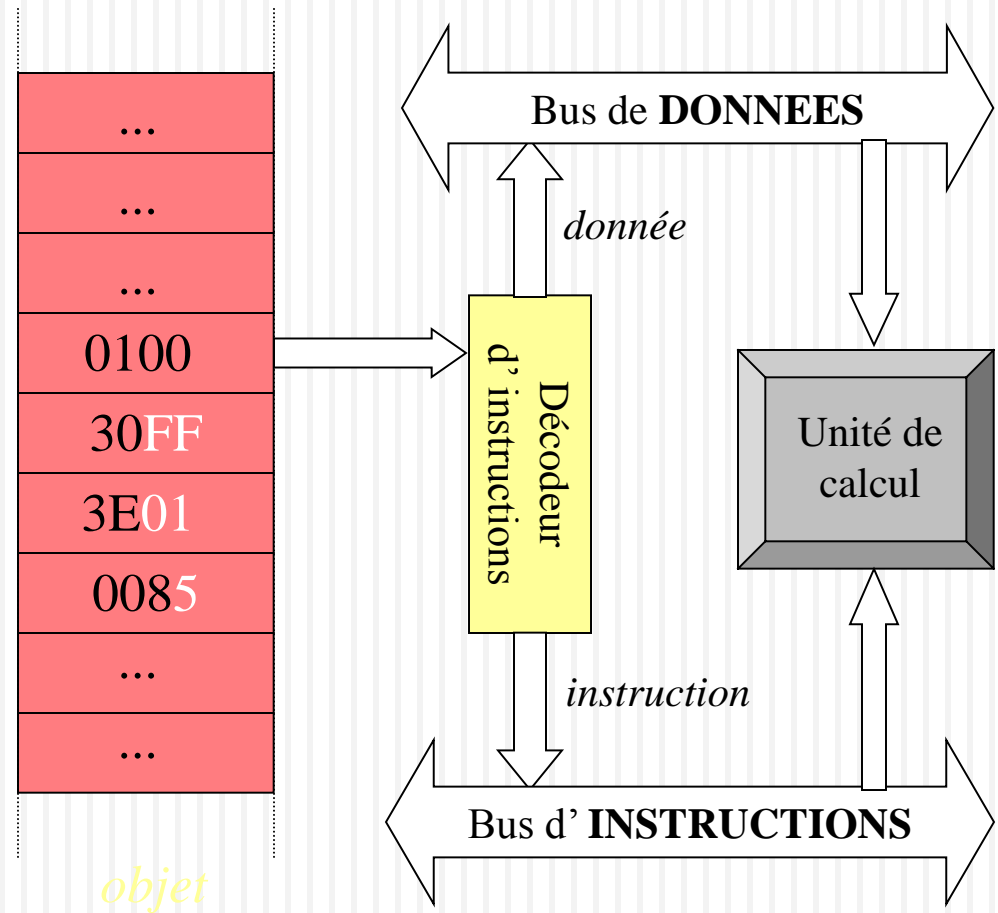 ...
...
...
0100
30FF
3E01
0085
...
...
objet
Bus de DONNEES
donnée
Décodeur
d’ instructions
Unité de
calcul
instruction
Bus d’ INSTRUCTIONS